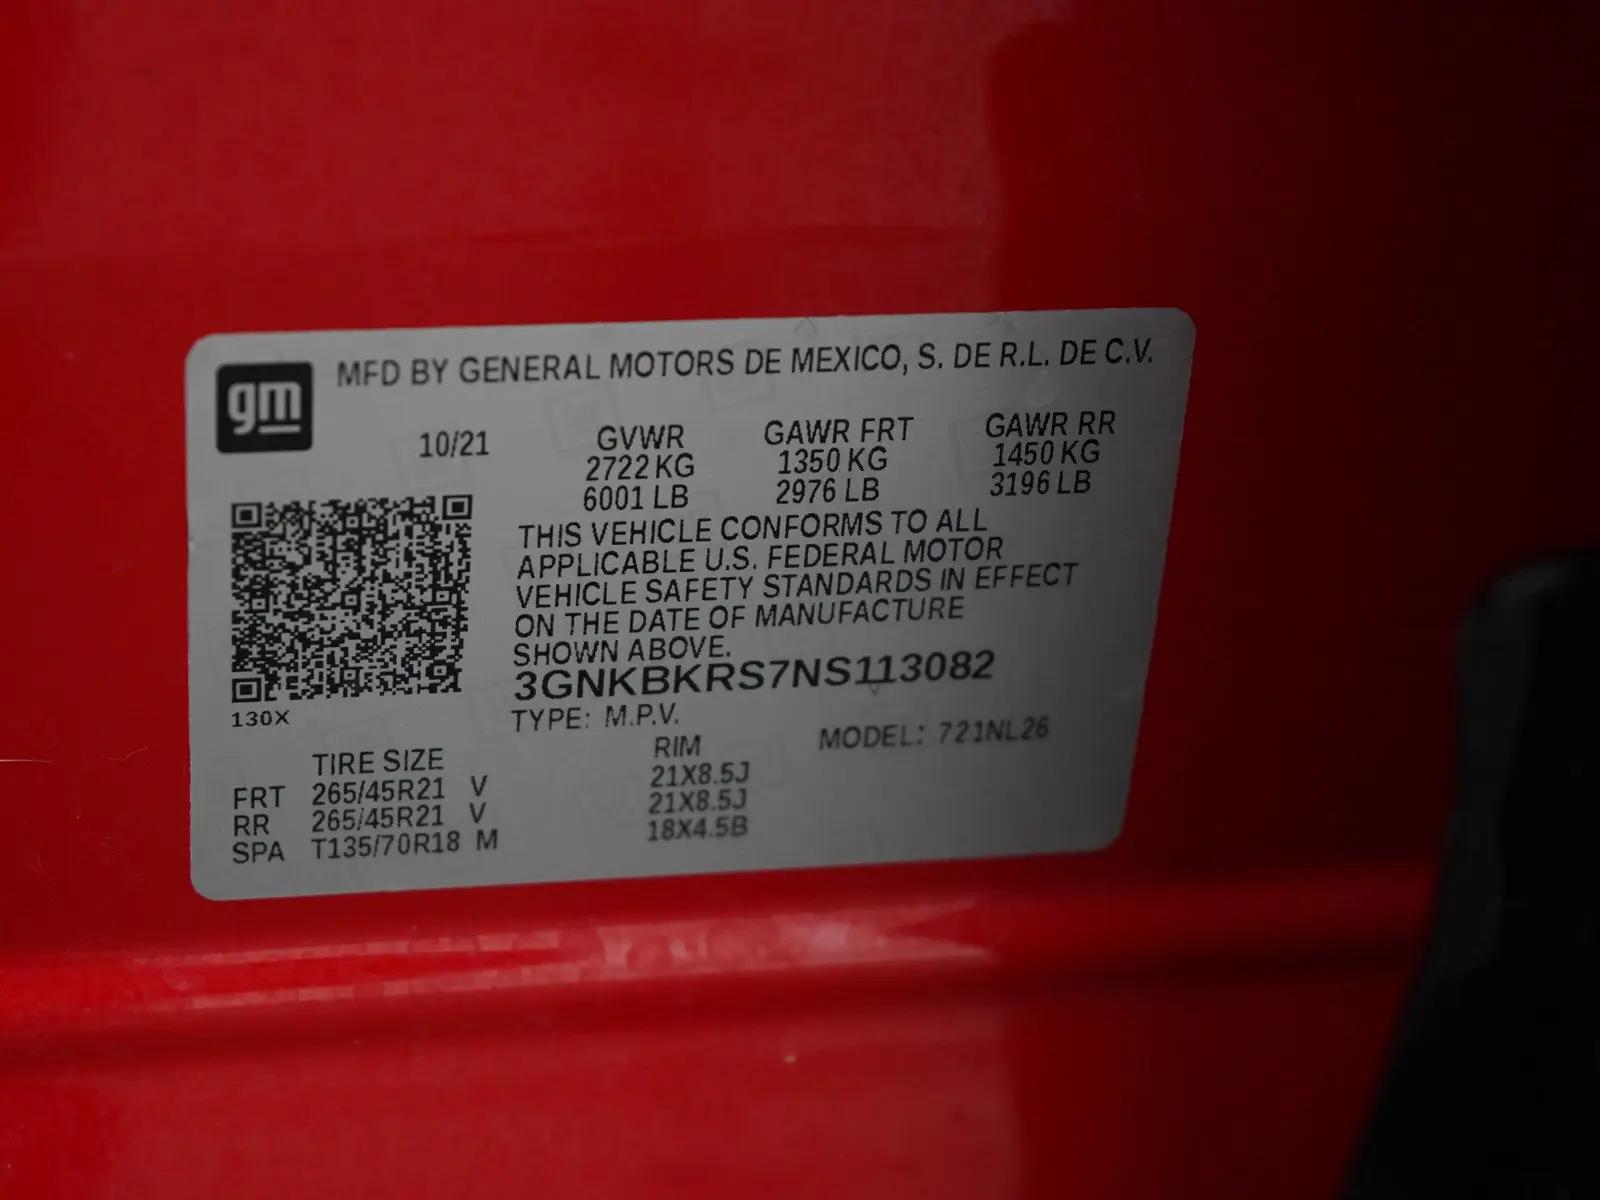 gm
MFD BY GENERAL MOTORS DE MEXICO, S. DE R.L. DE C.V.
10/21 GVWR GAWR FRT GAWR RR
2722 KG 1350 KG 1450 KG
6001 LB 2976 LB 3196 LB
THIS VEHICLE CONFORMS TO ALL
APPLICABLE U.S. FEDERAL MOTOR
VEHICLE SAFETY STANDARDS IN EFFECT
ON THE DATE OF MANUFACTURE
SHOWN ABOVE.
3GNKBKRS7NS113082
130X
TYPE: M.P.V. MODEL: 721NL26
TIRE SIZE RIM
FRT 265/45R21 V 21X8.5J
RR 265/45R21 V 21X8.5J
SPA T135/70R18 M 18X4.5B